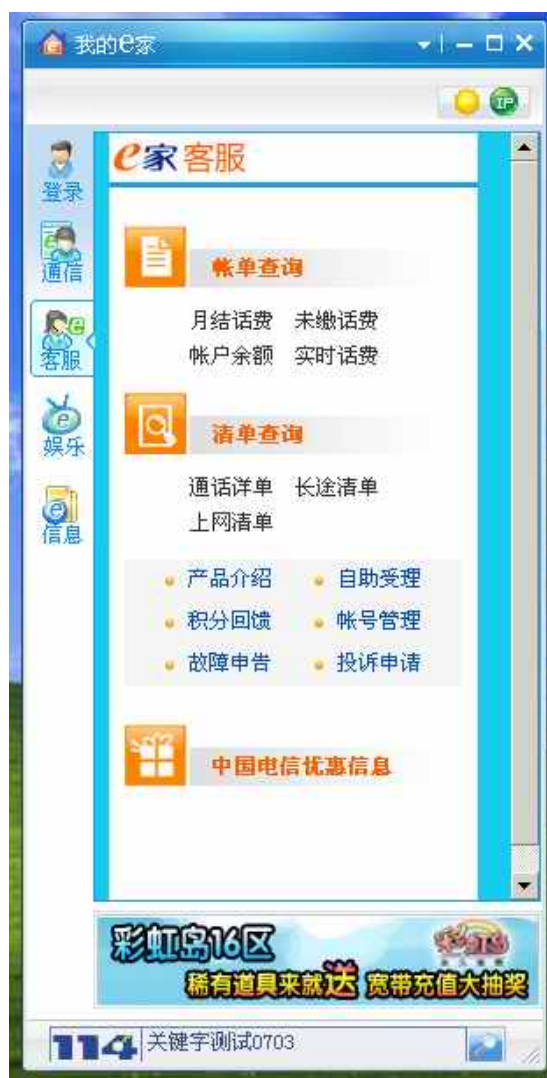 我的e家
IP
登录
通信
客服
娱乐
信息
e家客服
帐单查询
月结话费 未缴话费
帐户余额 实时话费
清单查询
通话详单 长途清单
上网清单
产品介绍 自助受理
积分回馈 帐号管理
故障申告 投诉申请
中国电信优惠信息
彩虹岛16区
稀有道具来就送 宽带充值大抽奖
114 关键字测试0703